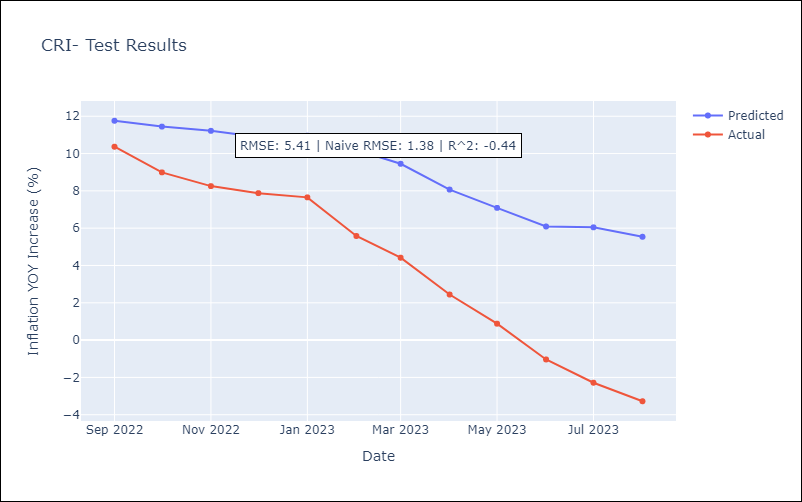 CRI- Test Results
Predicted
Actual
RMSE: 5.41 | Naive RMSE: 1.38 | R^2: -0.44
Inflation YOY Increase (%)
12
10
8
6
4
2
0
−2
−4
Sep 2022
Nov 2022
Jan 2023
Mar 2023
May 2023
Jul 2023
Date